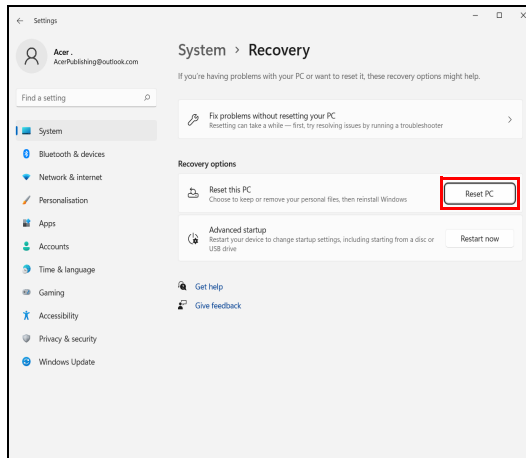 Settings
Acer .
AcerPublishing@outlook.com
Find a setting
System
Bluetooth & devices
Network & internet
Personalisation
Apps
Accounts
Time & language
Gaming
Accessibility
Privacy & security
Windows Update
System > Recovery
If you're having problems with your PC or want to reset it, these recovery options might help.
Fix problems without resetting your PC
Resetting can take a while — first, try resolving issues by running a troubleshooter
Recovery options
Reset this PC
Choose to keep or remove your personal files, then reinstall Windows
Reset PC
Advanced startup
Restart your device to change startup settings, including starting from a disc or
USB drive
Restart now
Get help
Give feedback